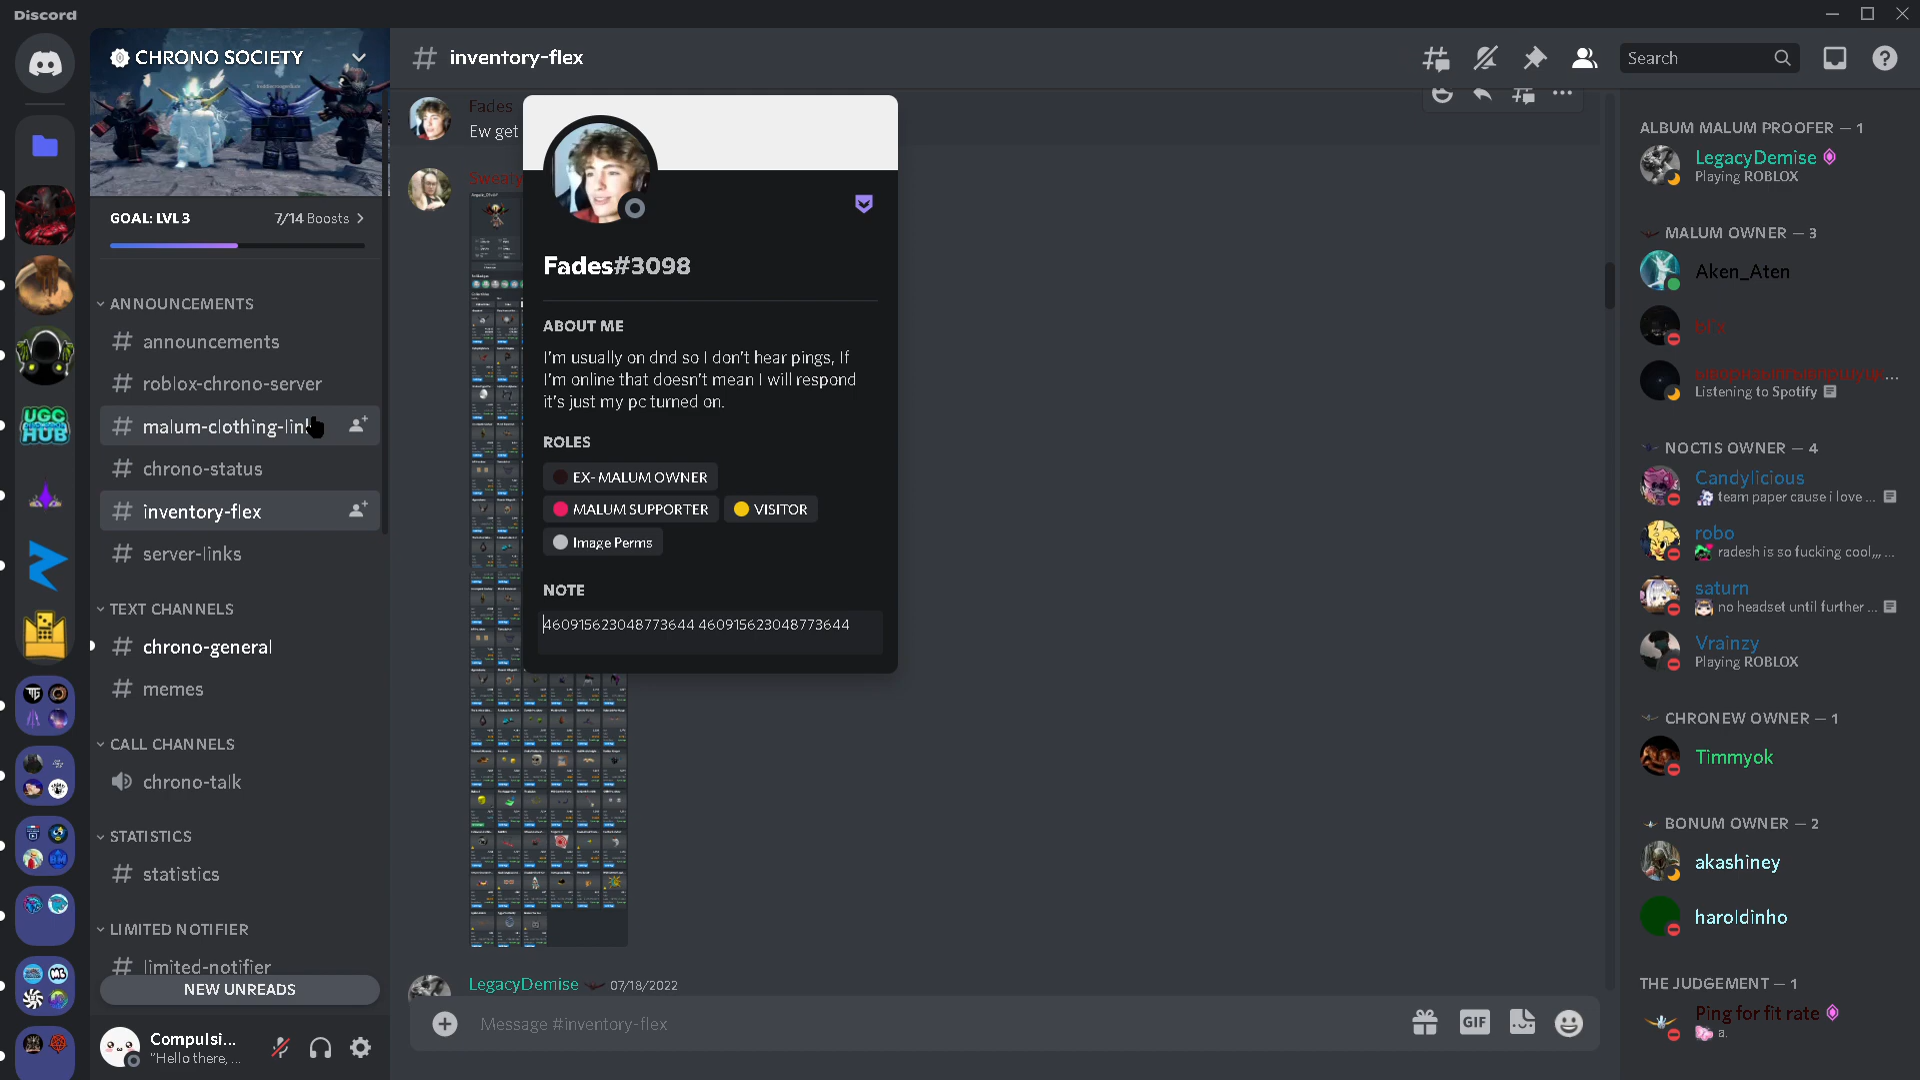 Discord
CHRONO SOCIETY
GOAL: LVL 3
7/14 Boosts
ANNOUNCEMENTS
announcements
roblox-chrono-server
malum-clothing-link
chrono-status
inventory-flex
server-links
TEXT CHANNELS
chrono-general
memes
CALL CHANNELS
chrono-talk
STATISTICS
statistics
LIMITED NOTIFIER
limited-notifier
NEW UNREADS
Compulsi...
"Hello there, ...
UGC
HUB
inventory-flex
Search
Fades
Ew get
Sweaty
Fades#3098
ABOUT ME
I'm usually on dnd so I don't hear pings, If
I'm online that doesn't mean I will respond
it's just my pc turned on.
ROLES
EX- MALUM OWNER
MALUM SUPPORTER
VISITOR
Image Perms
NOTE
460915623048773644 460915623048773644
LegacyDemise
07/18/2022
Message #inventory-flex
GIF
ALBUM MALUM PROOFER — 1
LegacyDemise
Playing ROBLOX
MALUM OWNER — 3
Aken_Aten
Listening to Spotify
NOCTIS OWNER — 4
Candylicious
team paper cause i love ...
robo
radesh is so fucking cool,,, ...
saturn
no headset until further ...
Vrainzy
Playing ROBLOX
CHRONEW OWNER — 1
Timmyok
BONUM OWNER — 2
akashiney
haroldinho
THE JUDGEMENT — 1
Ping for fit rate
a.